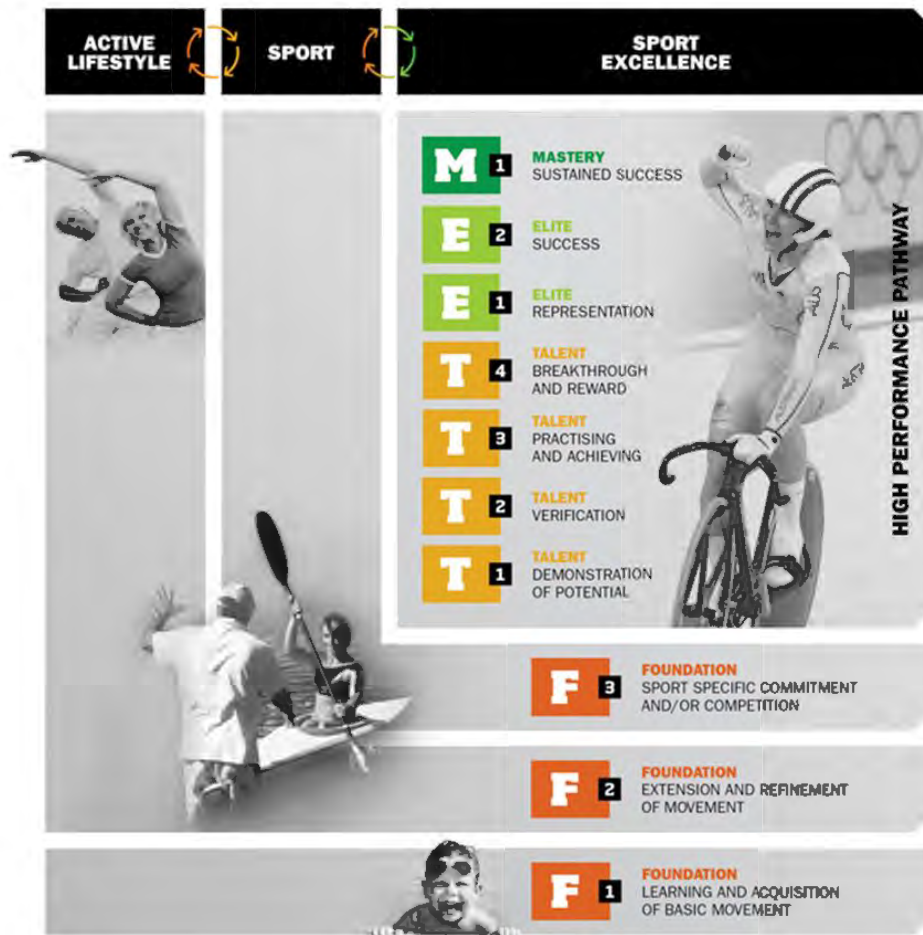 ACTIVE
LIFESTYLE
SPORT
SPORT
EXCELLENCE
M 1 MASTERY
SUSTAINED SUCCESS
E 2 ELITE
SUCCESS
E 1 ELITE
REPRESENTATION
T 4 TALENT
BREAKTHROUGH
AND REWARD
T 3 TALENT
PRACTISING
AND ACHIEVING
T 2 TALENT
VERIFICATION
T 1 TALENT
DEMONSTRATION
OF POTENTIAL
HIGH PERFORMANCE PATHWAY
F 3 FOUNDATION
SPORT SPECIFIC COMMITMENT
AND/OR COMPETITION
F 2 FOUNDATION
EXTENSION AND REFINEMENT
OF MOVEMENT
F 1 FOUNDATION
LEARNING AND ACQUISITION
OF BASIC MOVEMENT